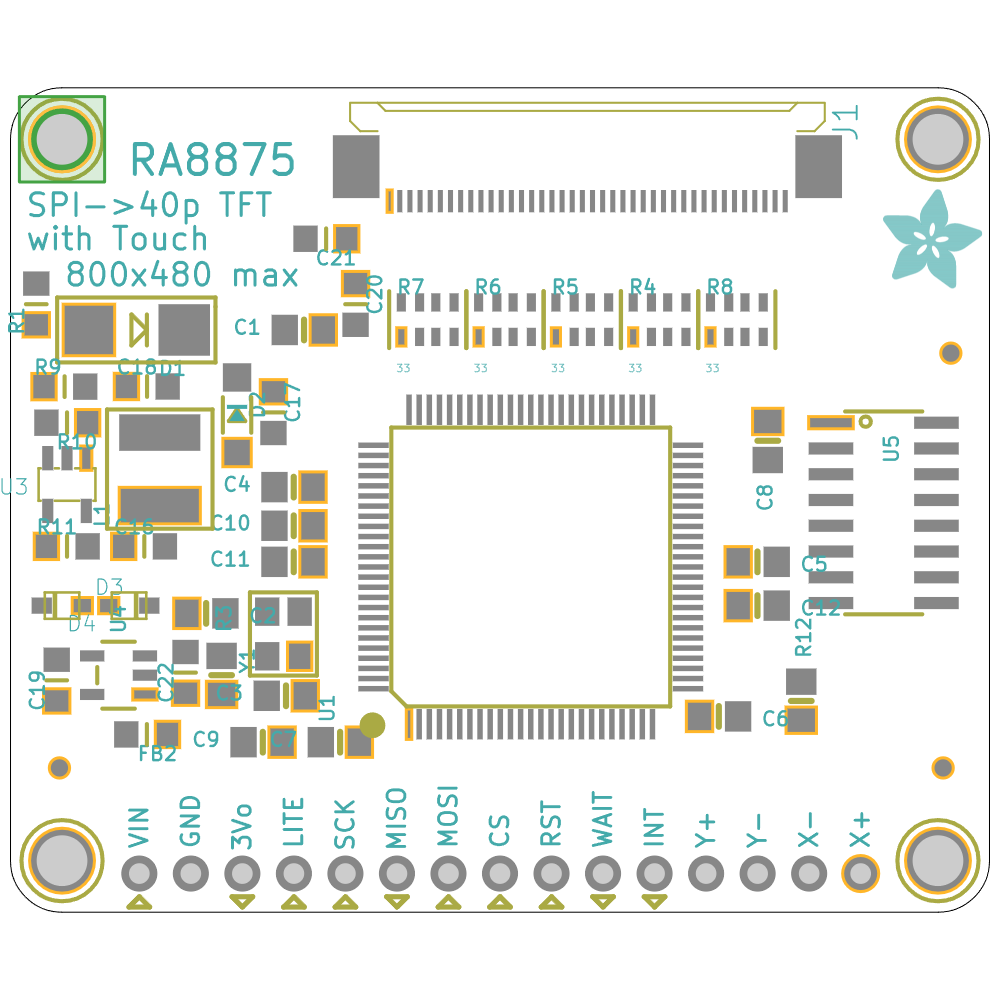 J1
RA8875
SPI->40p TFT
with Touch
800x480 max
C21
C20
R7 R6 R5 R4 R8
R1
C1
33 33 33 33 33
R9 C18 D1
D2
C17
R10
U5
U3
C4
C8
L1
C10
R11
C11
C5
D3
D4
U4
R3
C2
C12
R12
Y1
C19
C22
C3
U1
C6
C9
C7
FB2
VIN
GND
3Vo
LITE
SCK
MISO
MOSI
CS
RST
WAIT
INT
Y+
Y-
X-
X+